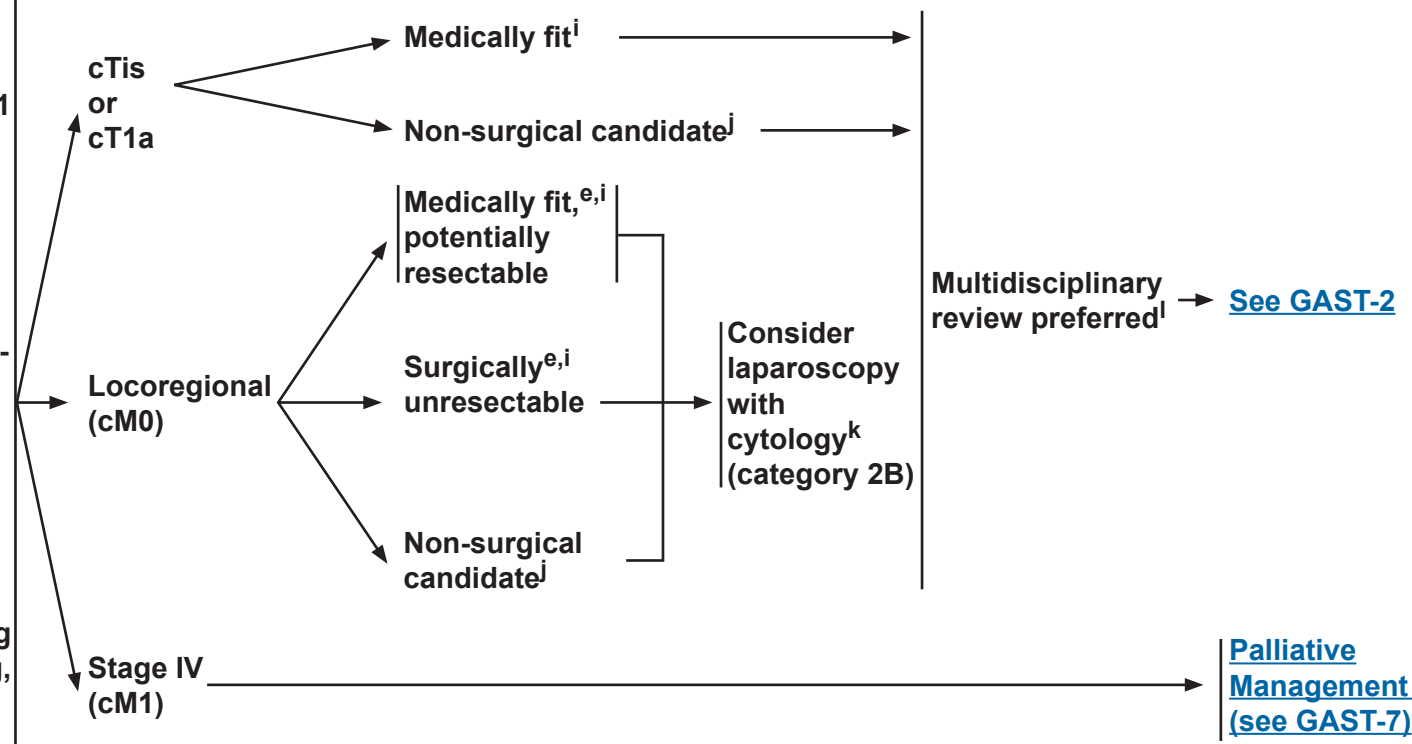 cTis
or
cT1a
Medically fit^i
Non-surgical candidate^j
Locoregional
(cM0)
Medically fit,^e,i
potentially
resectable
Surgically^e,i
unresectable
Non-surgical
candidate^j
Consider
laparoscopy
with
cytology^k
(category 2B)
Multidisciplinary
review preferred^l
See GAST-2
Stage IV
(cM1)
Palliative
Management
(see GAST-7)
1
-
g
,